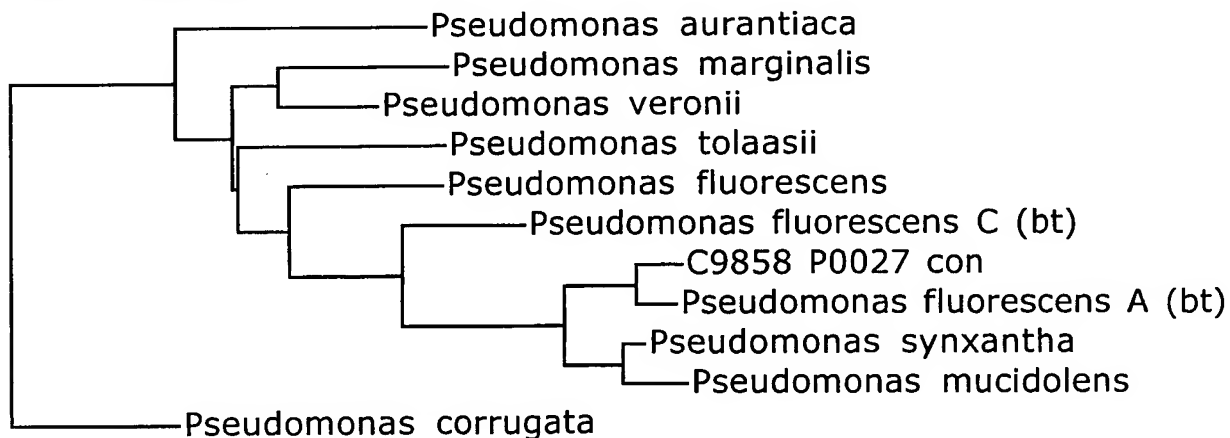 Pseudomonas aurantiaca
Pseudomonas marginalis
Pseudomonas veronii
Pseudomonas tolaasii
Pseudomonas fluorescens
Pseudomonas fluorescens C (bt)
C9858 P0027 con
Pseudomonas fluorescens A (bt)
Pseudomonas synxantha
Pseudomonas mucidolens
Pseudomonas corrugata